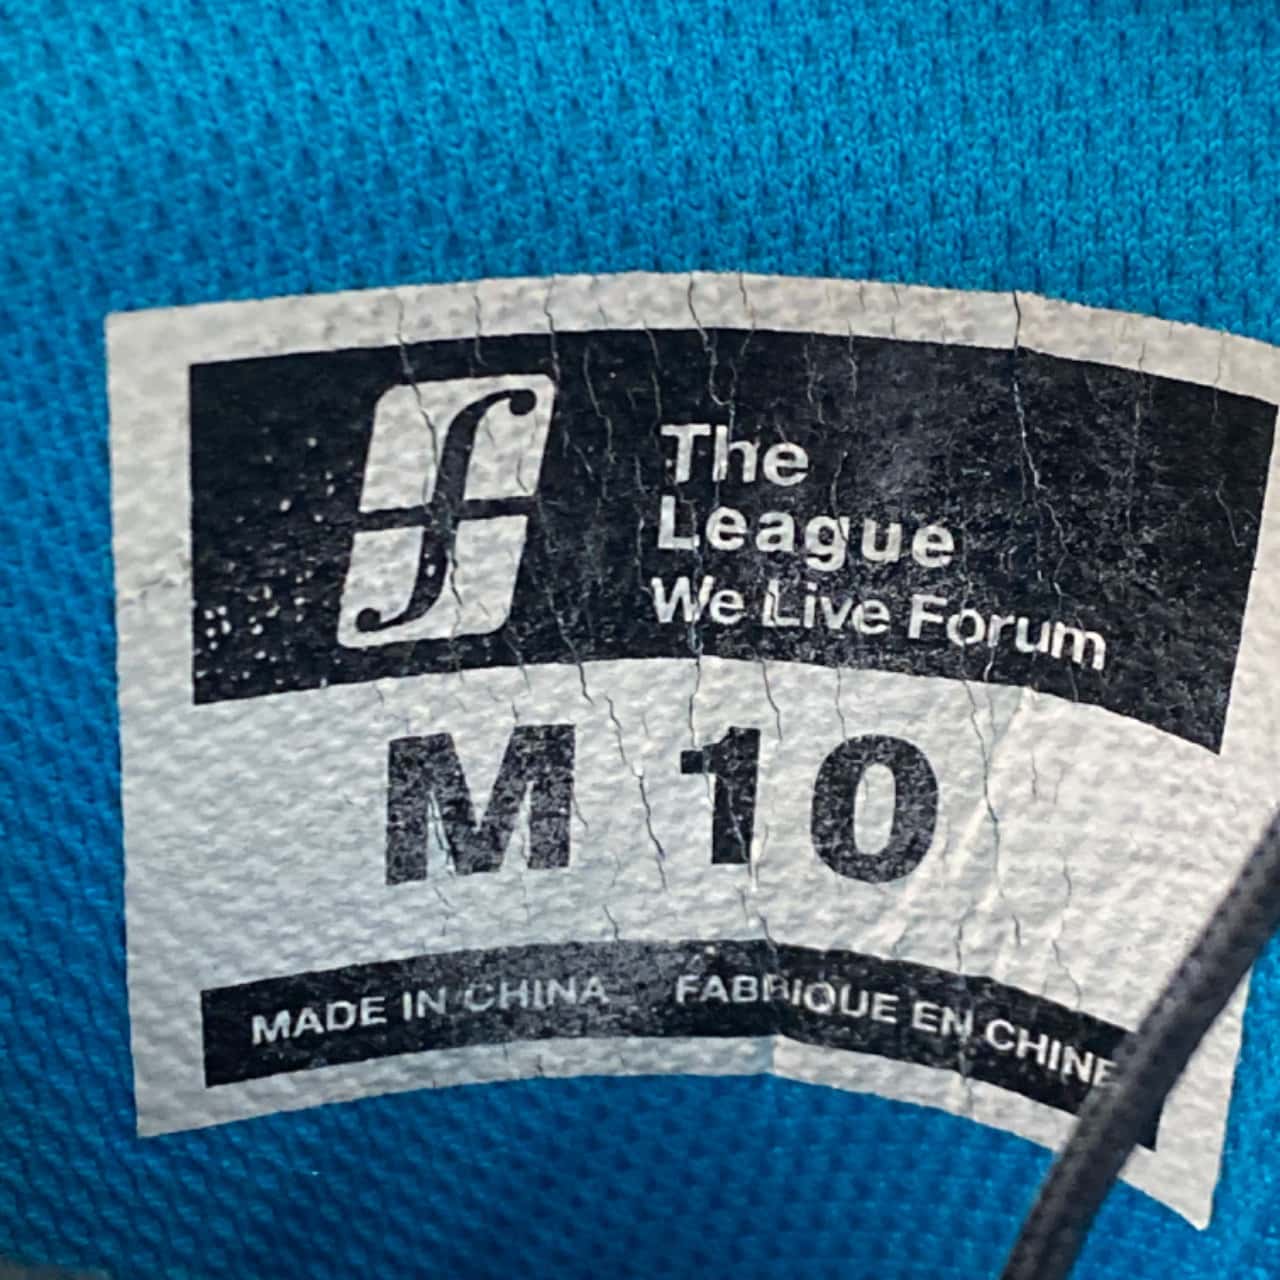 f
The
League
We Live Forum
M 10
MADE IN CHINA FABRIQUE EN CHINE